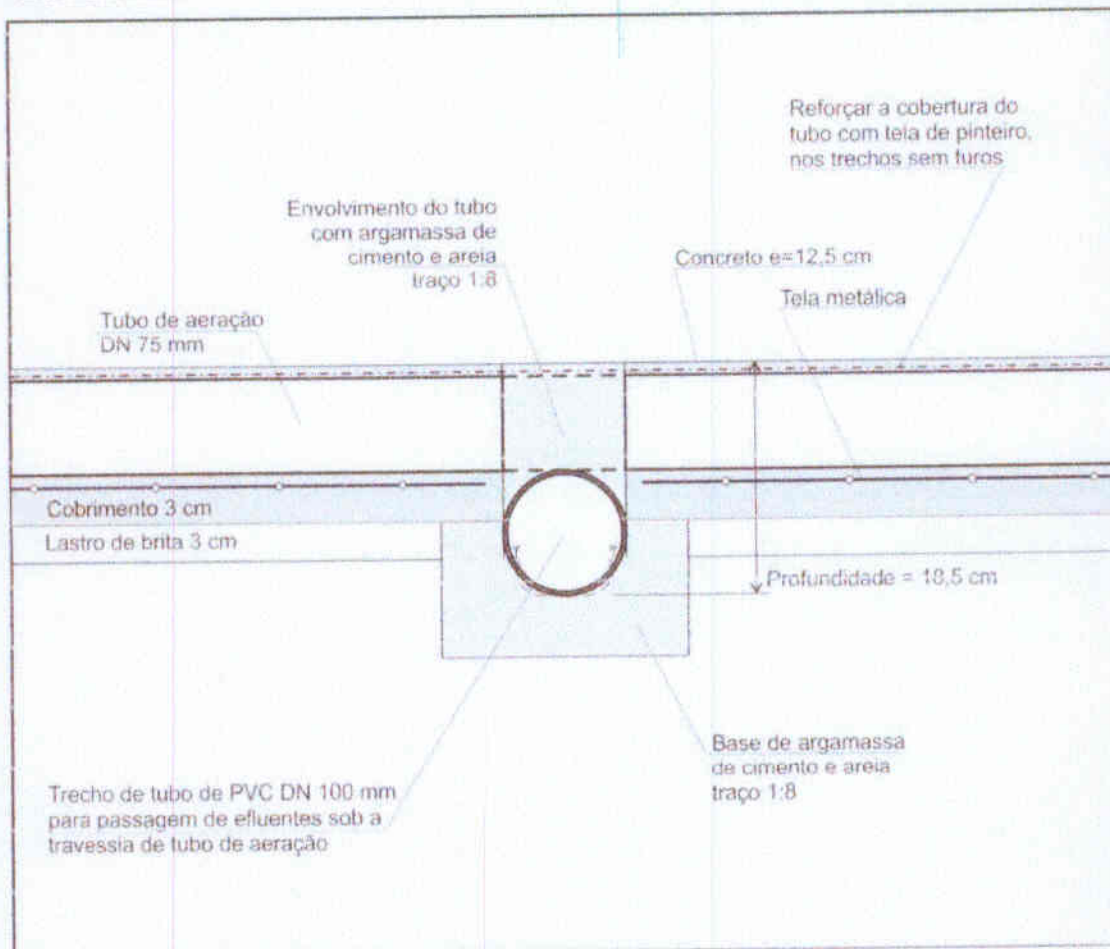 Reforçar a cobertura do
tubo com tela de pinteiro,
nos trechos sem furos
Envolvimento do tubo
com argamassa de
cimento e areia
traço 1:8
Concreto e=12,5 cm
Tela metálica
Tubo de aeração
DN 75 mm
Cobrimento 3 cm
Lastro de brita 3 cm
Profundidade = 18,5 cm
Base de argamassa
de cimento e areia
traço 1:8
Trecho de tubo de PVC DN 100 mm
para passagem de efluentes sob a
travessia de tubo de aeração